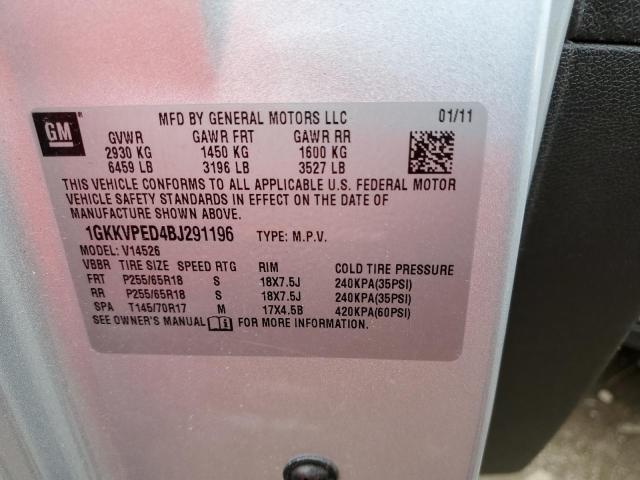 GM
MFD BY GENERAL MOTORS LLC 01/11
GVWR GAWR FRT GAWR RR
2930 KG 1450 KG 1600 KG
6459 LB 3196 LB 3527 LB
THIS VEHICLE CONFORMS TO ALL APPLICABLE U.S. FEDERAL MOTOR
VEHICLE SAFETY STANDARDS IN EFFECT ON THE DATE OF
MANUFACTURE SHOWN ABOVE.
1GKKVPED4BJ291196 TYPE: M.P.V.
MODEL: V14526
VBBR TIRE SIZE SPEED RTG RIM COLD TIRE PRESSURE
FRT P255/65R18 S 18X7.5J 240KPA(35PSI)
RR P255/65R18 S 18X7.5J 240KPA(35PSI)
SPA T145/70R17 M 17X4.5B 420KPA(60PSI)
SEE OWNER'S MANUAL FOR MORE INFORMATION.